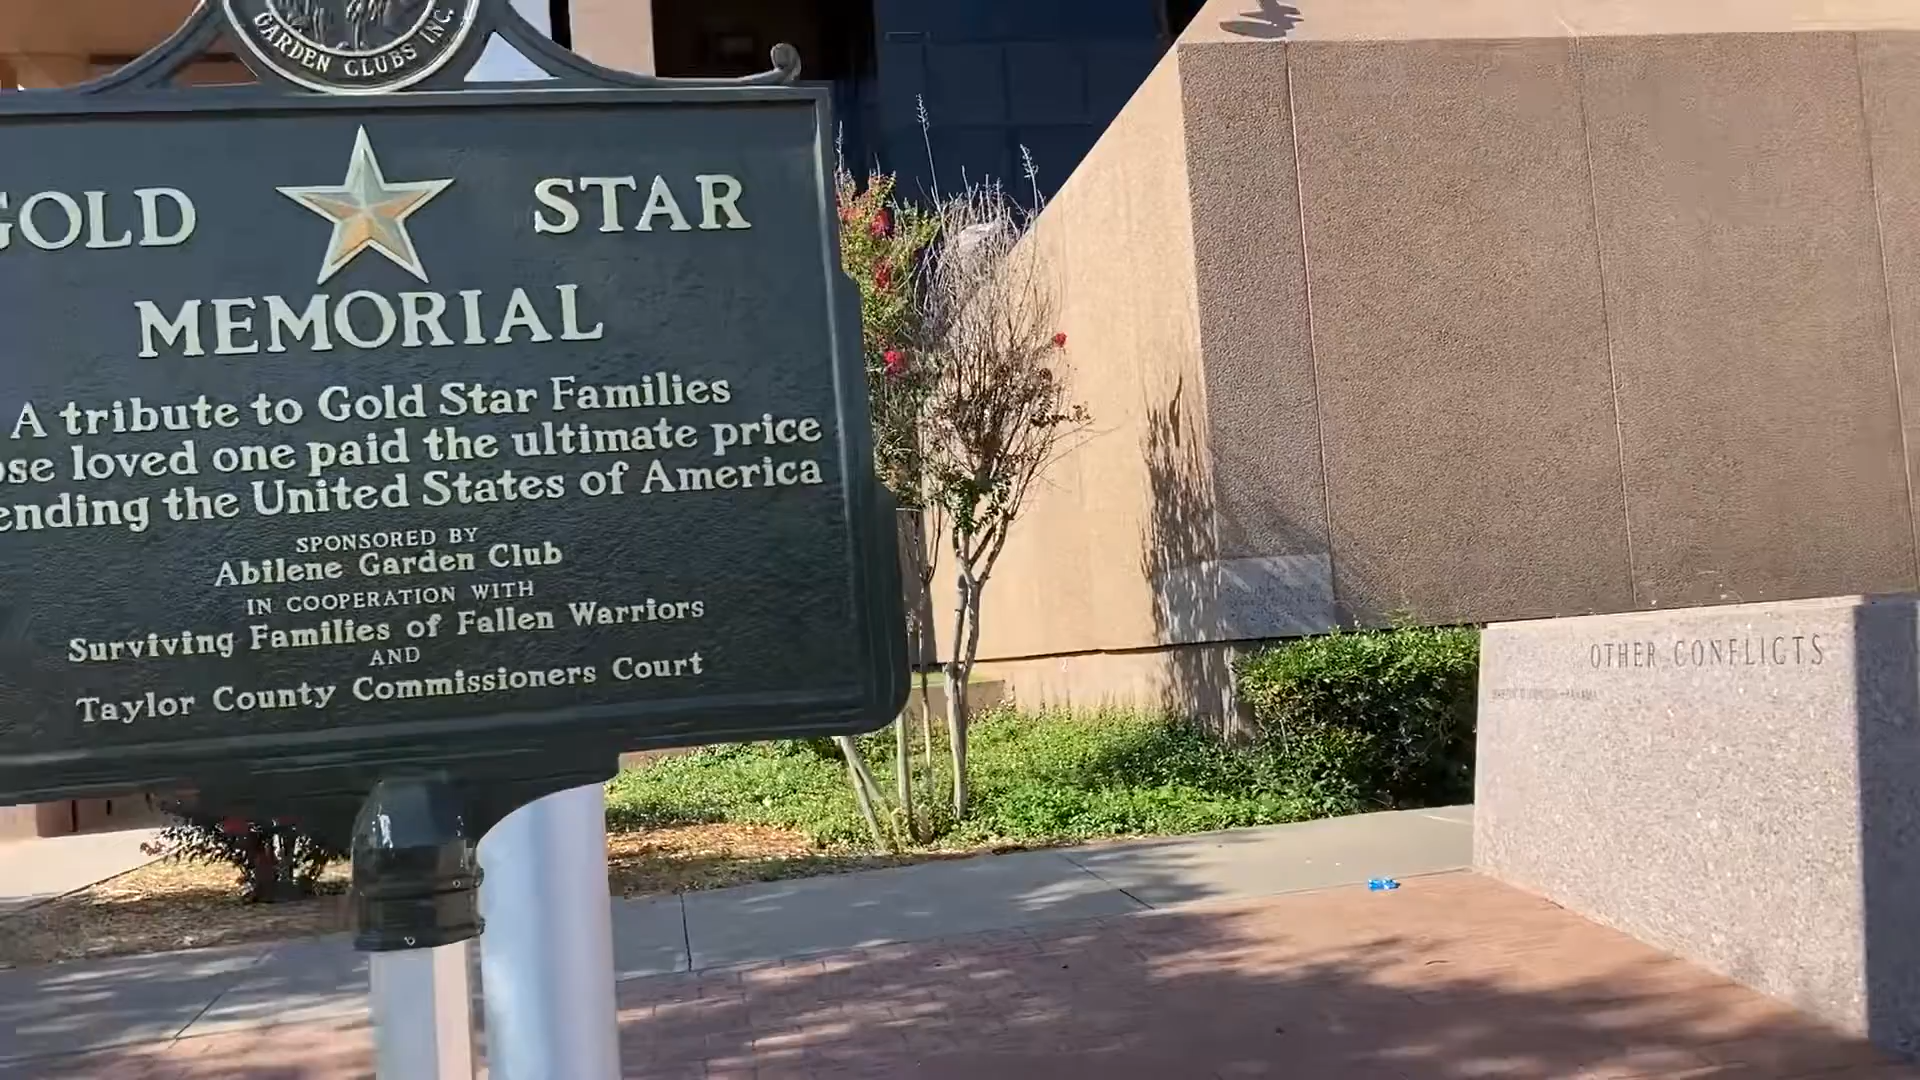 GARDEN CLUBS INC.
GOLD STAR
MEMORIAL
A tribute to Gold Star Families
ose loved one paid the ultimate price
ending the United States of America
SPONSORED BY
Abilene Garden Club
IN COOPERATION WITH
Surviving Families of Fallen Warriors
AND
Taylor County Commissioners Court
OTHER CONFLICTS